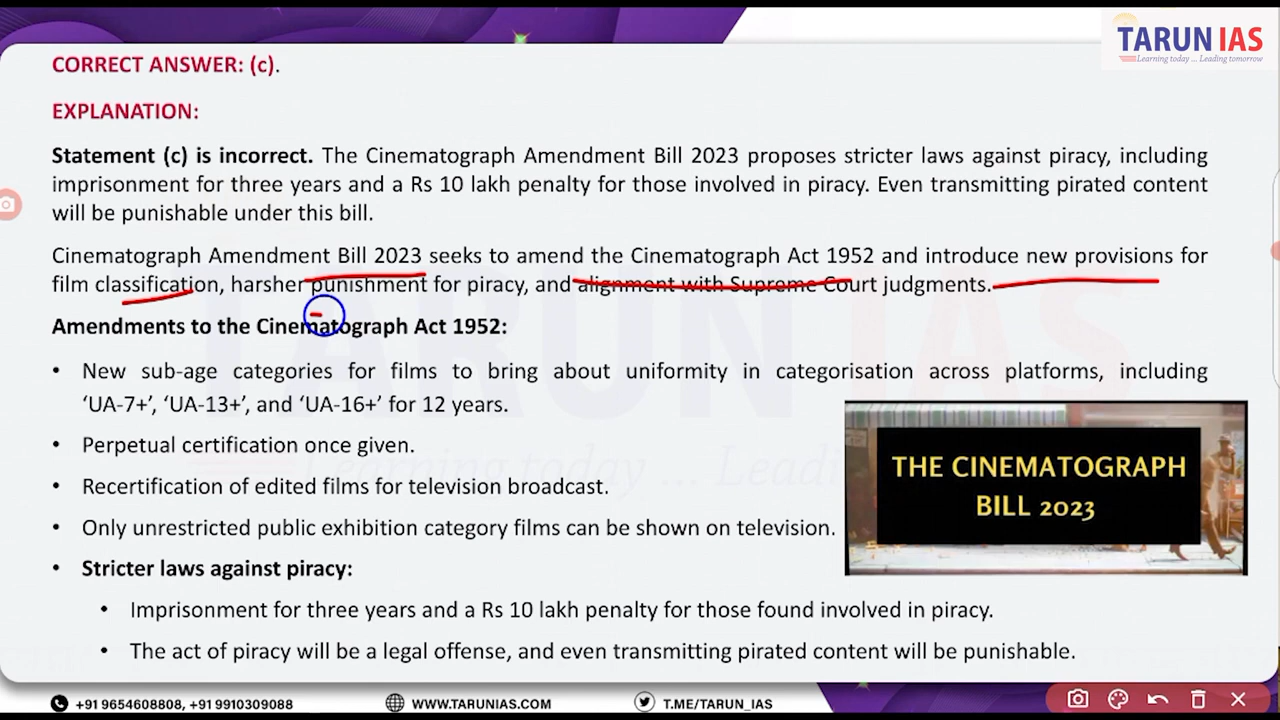 TARUN IAS
Learning today ... Leading tomorrow
CORRECT ANSWER: (c).
EXPLANATION:
Statement (c) is incorrect. The Cinematograph Amendment Bill 2023 proposes stricter laws against piracy, including
imprisonment for three years and a Rs 10 lakh penalty for those involved in piracy. Even transmitting pirated content
will be punishable under this bill.
Cinematograph Amendment Bill 2023 seeks to amend the Cinematograph Act 1952 and introduce new provisions for
film classification, harsher punishment for piracy, and alignment with Supreme Court judgments.
Amendments to the Cinematograph Act 1952:
• New sub-age categories for films to bring about uniformity in categorisation across platforms, including
‘UA-7+’, ‘UA-13+’, and ‘UA-16+’ for 12 years.
• Perpetual certification once given.
• Recertification of edited films for television broadcast.
• Only unrestricted public exhibition category films can be shown on television.
• Stricter laws against piracy:
• Imprisonment for three years and a Rs 10 lakh penalty for those found involved in piracy.
• The act of piracy will be a legal offense, and even transmitting pirated content will be punishable.
THE CINEMATOGRAPH
BILL 2023
TARUN IAS
Learning today ... Leading
+91 9654608808, +91 9910309088
WWW.TARUNIAS.COM
T.ME/TARUN_IAS